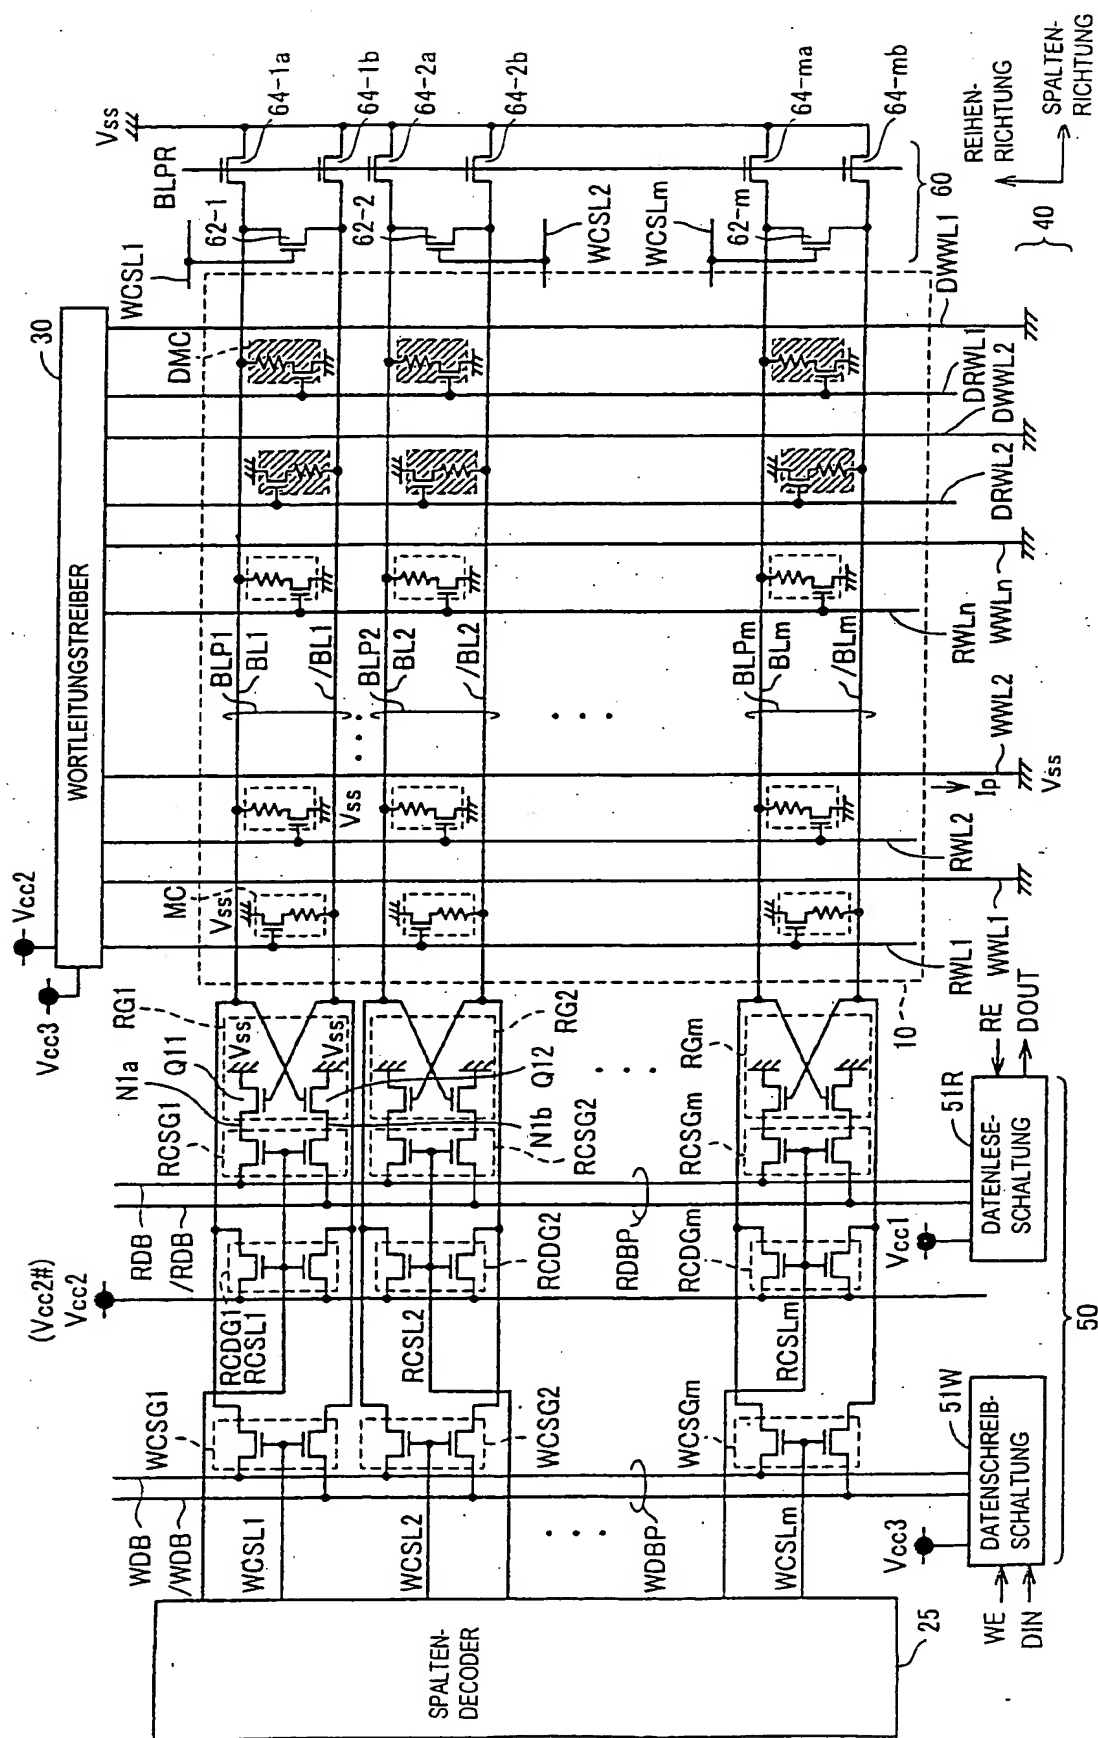 Vss
BLPR
64-1a
64-1b
64-2a
64-2b
64-ma
64-mb
REIHEN-
RICHTUNG
SPALTEN-
RICHTUNG
60
40
WCSL1
62-1
62-2
WCSL2
WCSLm
62-m
30
WORTLEITUNGSTREIBER
Vcc2
Vcc3
DMC
DWWL1
DRWL1
DWWL2
DRWL2
WWLn
RWLn
WWL2
Vss
Ip
RWL2
WWL1
RWL1
10
BLP1
BL1
/BL1
BLP2
BL2
/BL2
BLPm
BLm
/BLm
Vss
MC
Vss
RG1
Q11
N1a
Vss
Vss
Q12
N1b
RG2
RGm
RCSG1
RCSG2
RCSGm
RDB
/RDB
RDBP
(Vcc2#)
Vcc2
RCDG1
RCSL1
RCDG2
RCSL2
RCDGm
RCSLm
WCSG1
WCSG2
WCSGm
WDB
/WDB
WDBP
WCSL1
WCSL2
WCSLm
SPALTEN-
DECODER
25
RE
DOUT
51R
DATENLESE-
SCHALTUNG
Vcc1
50
51W
DATENSCHREIB-
SCHALTUNG
Vcc3
WE
DIN